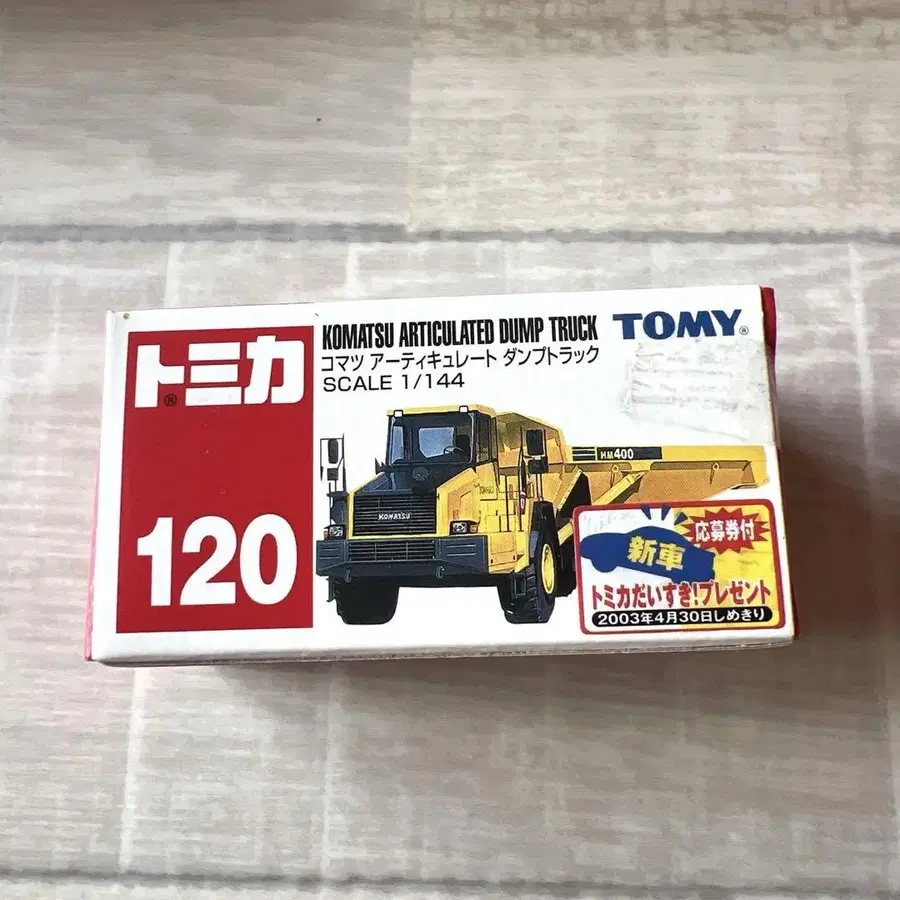 トミカ®
120
KOMATSU ARTICULATED DUMP TRUCK
コマツ アーティキュレート ダンプトラック
SCALE 1/144
TOMY®
HM400
KOMATSU
新車
応募券付
トミカだいすき!プレゼント
2003年4月30日しめきり